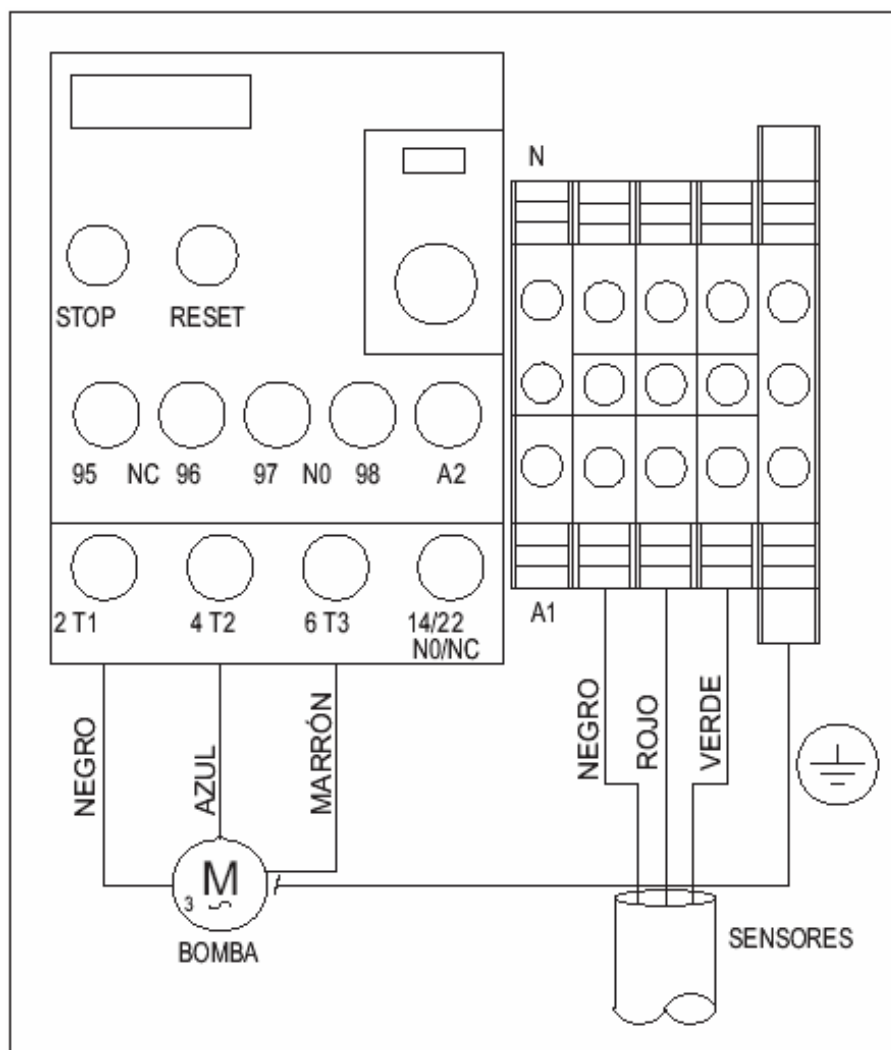 N
STOP RESET
95 NC 96 97 N0 98 A2
2 T1 4 T2 6 T3 14/22
N0/NC
A1
NEGRO AZUL MARRÓN
NEGRO ROJO VERDE
M
3
BOMBA
SENSORES